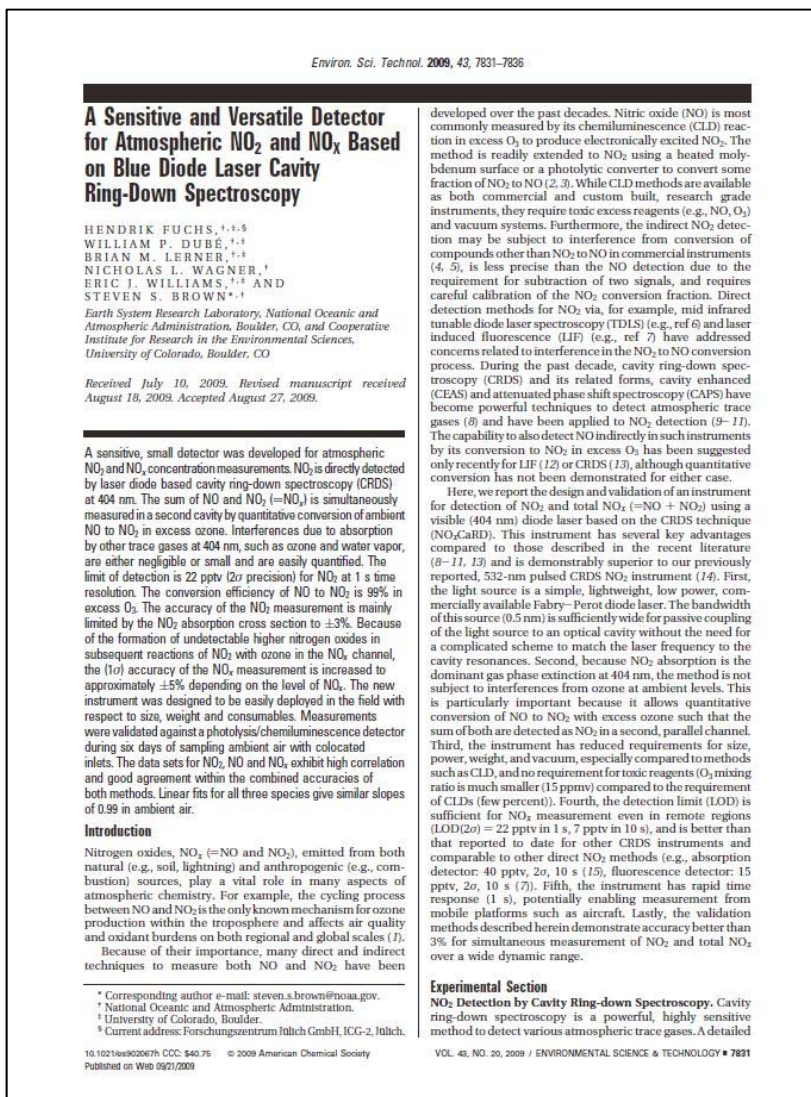 Environ. Sci. Technol. 2009, 43, 7831–7836
A Sensitive and Versatile Detector
for Atmospheric NO₂ and NOₓ Based
on Blue Diode Laser Cavity
Ring-Down Spectroscopy
HENDRIK FUCHS,†,‡,§
WILLIAM P. DUBÉ,†,‡
BRIAN M. LERNER,†,‡
NICHOLAS L. WAGNER,†
ERIC J. WILLIAMS,†,‡ AND
STEVEN S. BROWN*,†
Earth System Research Laboratory, National Oceanic and
Atmospheric Administration, Boulder, CO, and Cooperative
Institute for Research in the Environmental Sciences,
University of Colorado, Boulder, CO
Received July 10, 2009. Revised manuscript received
August 18, 2009. Accepted August 27, 2009.
A sensitive, small detector was developed for atmospheric
NO₂ and NOₓ concentration measurements. NO₂ is directly detected
by laser diode based cavity ring-down spectroscopy (CRDS)
at 404 nm. The sum of NO and NO₂ (=NOₓ) is simultaneously
measured in a second cavity by quantitative conversion of ambient
NO to NO₂ in excess ozone. Interferences due to absorption
by other trace gases at 404 nm, such as ozone and water vapor,
are either negligible or small and are easily quantified. The
limit of detection is 22 pptv (2σ precision) for NO₂ at 1 s time
resolution. The conversion efficiency of NO to NO₂ is 99% in
excess O₃. The accuracy of the NO₂ measurement is mainly
limited by the NO₂ absorption cross section to ±3%. Because
of the formation of undetectable higher nitrogen oxides in
subsequent reactions of NO₂ with ozone in the NOₓ channel,
the (1σ) accuracy of the NOₓ measurement is increased to
approximately ±5% depending on the level of NOₓ. The new
instrument was designed to be easily deployed in the field with
respect to size, weight and consumables. Measurements
were validated against a photolysis/chemiluminescence detector
during six days of sampling ambient air with colocated
inlets. The data sets for NO₂, NO and NOₓ exhibit high correlation
and good agreement within the combined accuracies of
both methods. Linear fits for all three species give similar slopes
of 0.99 in ambient air.
Introduction
Nitrogen oxides, NOₓ (=NO and NO₂), emitted from both
natural (e.g., soil, lightning) and anthropogenic (e.g., com-
bustion) sources, play a vital role in many aspects of
atmospheric chemistry. For example, the cycling process
between NO and NO₂ is the only known mechanism for ozone
production within the troposphere and affects air quality
and oxidant burdens on both regional and global scales (1).
Because of their importance, many direct and indirect
techniques to measure both NO and NO₂ have been
* Corresponding author e-mail: steven.s.brown@noaa.gov.
† National Oceanic and Atmospheric Administration.
‡ University of Colorado, Boulder.
§ Current address: Forschungszentrum Jülich GmbH, ICG-2, Jülich.
developed over the past decades. Nitric oxide (NO) is most
commonly measured by its chemiluminescence (CLD) reac-
tion in excess O₃ to produce electronically excited NO₂. The
method is readily extended to NO₂ using a heated moly-
bdenum surface or a photolytic converter to convert some
fraction of NO₂ to NO (2, 3). While CLD methods are available
as both commercial and custom built, research grade
instruments, they require toxic excess reagents (e.g., NO, O₃)
and vacuum systems. Furthermore, the indirect NO₂ detec-
tion may be subject to interference from conversion of
compounds other than NO₂ to NO in commercial instruments
(4, 5), is less precise than the NO detection due to the
requirement for subtraction of two signals, and requires
careful calibration of the NO₂ conversion fraction. Direct
detection methods for NO₂ via, for example, mid infrared
tunable diode laser spectroscopy (TDLS) (e.g., ref 6) and laser
induced fluorescence (LIF) (e.g., ref 7) have addressed
concerns related to interference in the NO₂ to NO conversion
process. During the past decade, cavity ring-down spec-
troscopy (CRDS) and its related forms, cavity enhanced
(CEAS) and attenuated phase shift spectroscopy (CAPS) have
become powerful techniques to detect atmospheric trace
gases (8) and have been applied to NO₂ detection (9–11).
The capability to also detect NO indirectly in such instruments
by its conversion to NO₂ in excess O₃ has been suggested
only recently for LIF (12) or CRDS (13), although quantitative
conversion has not been demonstrated for either case.
Here, we report the design and validation of an instrument
for detection of NO₂ and total NOₓ (=NO + NO₂) using a
visible (404 nm) diode laser based on the CRDS technique
(NOₓCaRD). This instrument has several key advantages
compared to those described in the recent literature
(8–11, 13) and is demonstrably superior to our previously
reported, 532-nm pulsed CRDS NO₂ instrument (14). First,
the light source is a simple, lightweight, low power, com-
mercially available Fabry–Perot diode laser. The bandwidth
of this source (0.5 nm) is sufficiently wide for passive coupling
of the light source to an optical cavity without the need for
a complicated scheme to match the laser frequency to the
cavity resonances. Second, because NO₂ absorption is the
dominant gas phase extinction at 404 nm, the method is not
subject to interferences from ozone at ambient levels. This
is particularly important because it allows quantitative
conversion of NO to NO₂ with excess ozone such that the
sum of both are detected as NO₂ in a second, parallel channel.
Third, the instrument has reduced requirements for size,
power, weight, and vacuum, especially compared to methods
such as CLD, and no requirement for toxic reagents (O₃ mixing
ratio is much smaller (15 ppmv) compared to the requirement
of CLDs (few percent)). Fourth, the detection limit (LOD) is
sufficient for NOₓ measurement even in remote regions
(LOD(2σ) = 22 pptv in 1 s, 7 pptv in 10 s), and is better than
that reported to date for other CRDS instruments and
comparable to other direct NO₂ methods (e.g., absorption
detector: 40 pptv, 2σ, 10 s (15), fluorescence detector: 15
pptv, 2σ, 10 s (7)). Fifth, the instrument has rapid time
response (1 s), potentially enabling measurement from
mobile platforms such as aircraft. Lastly, the validation
methods described herein demonstrate accuracy better than
3% for simultaneous measurement of NO₂ and total NOₓ
over a wide dynamic range.
Experimental Section
NO₂ Detection by Cavity Ring-down Spectroscopy. Cavity
ring-down spectroscopy is a powerful, highly sensitive
method to detect various atmospheric trace gases. A detailed
10.1021/es902067h CCC: $40.75 © 2009 American Chemical Society
Published on Web 09/21/2009
VOL. 43, NO. 20, 2009 / ENVIRONMENTAL SCIENCE & TECHNOLOGY ■ 7831